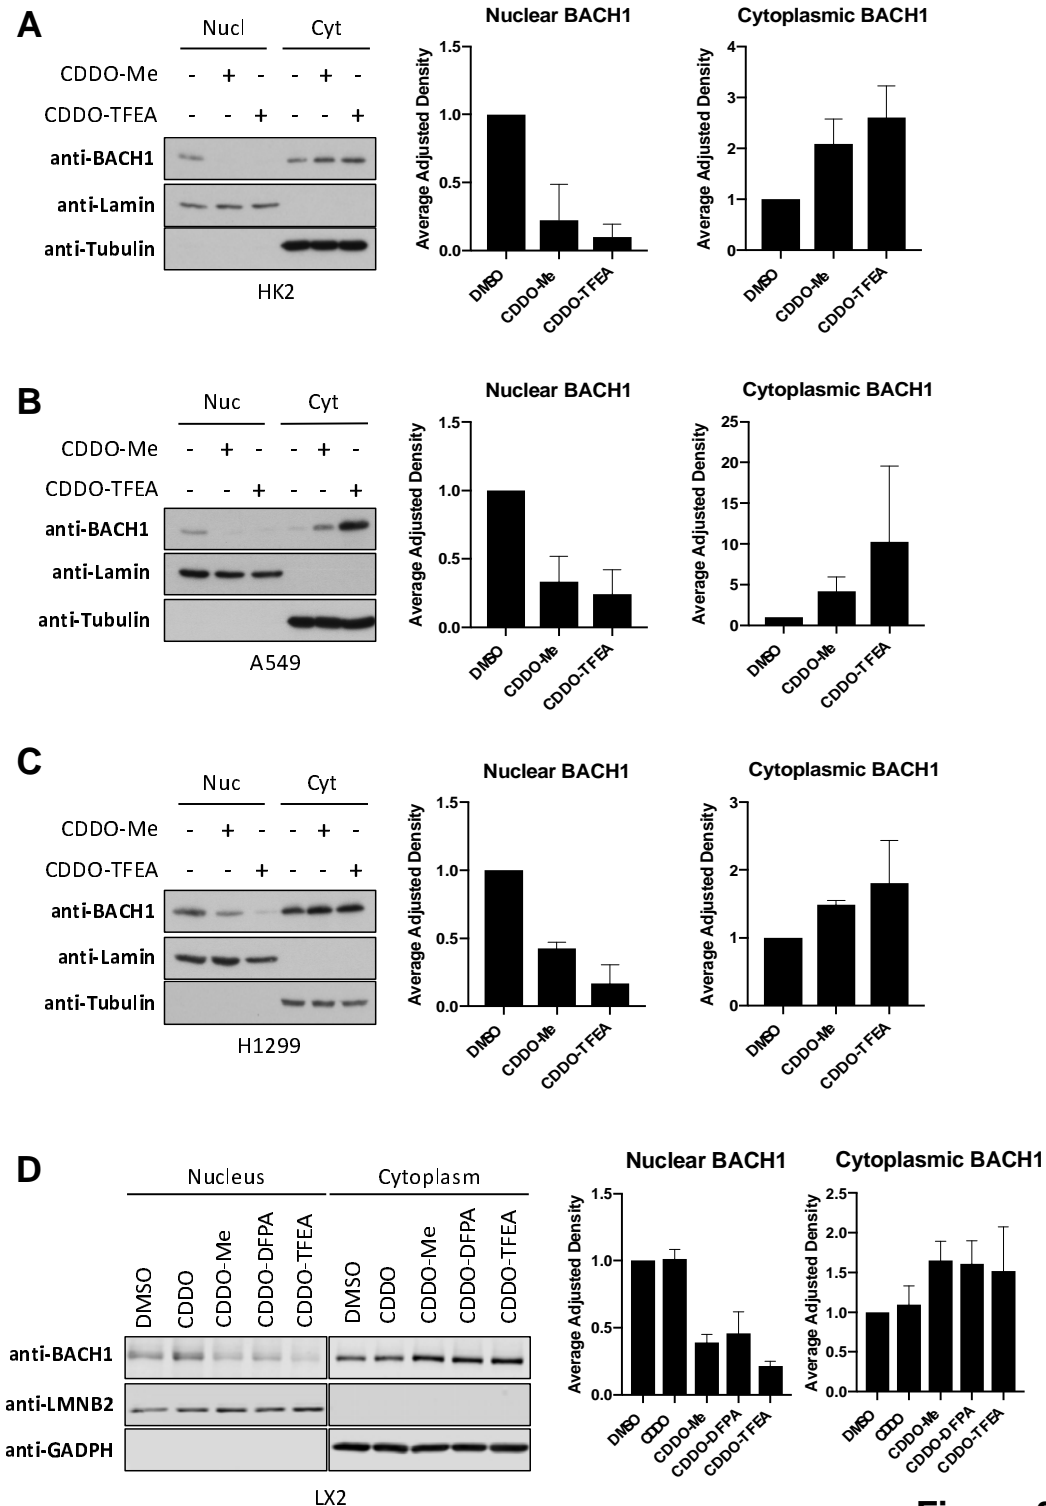 A
Nucl Cyt
CDDO-Me - + - - + -
CDDO-TFEA - - + - - +
anti-BACH1
anti-Lamin
anti-Tubulin
HK2
Nuclear BACH1
Average Adjusted Density
1.5
1.0
0.5
0.0
DMSO
CDDO-Me
CDDO-TFEA
Cytoplasmic BACH1
Average Adjusted Density
4
3
2
1
0
DMSO
CDDO-Me
CDDO-TFEA
B
Nuc Cyt
CDDO-Me - + - - + -
CDDO-TFEA - - + - - +
anti-BACH1
anti-Lamin
anti-Tubulin
A549
Nuclear BACH1
Average Adjusted Density
1.5
1.0
0.5
0.0
DMSO
CDDO-Me
CDDO-TFEA
Cytoplasmic BACH1
Average Adjusted Density
25
20
15
10
5
0
DMSO
CDDO-Me
CDDO-TFEA
C
Nuc Cyt
CDDO-Me - + - - + -
CDDO-TFEA - - + - - +
anti-BACH1
anti-Lamin
anti-Tubulin
H1299
Nuclear BACH1
Average Adjusted Density
1.5
1.0
0.5
0.0
DMSO
CDDO-Me
CDDO-TFEA
Cytoplasmic BACH1
Average Adjusted Density
3
2
1
0
DMSO
CDDO-Me
CDDO-TFEA
D
Nucleus Cytoplasm
DMSO
CDDO
CDDO-Me
CDDO-DFPA
CDDO-TFEA
DMSO
CDDO
CDDO-Me
CDDO-DFPA
CDDO-TFEA
anti-BACH1
anti-LMNB2
anti-GADPH
LX2
Nuclear BACH1
Average Adjusted Density
1.5
1.0
0.5
0.0
DMSO
CDDO
CDDO-Me
CDDO-DFPA
CDDO-TFEA
Cytoplasmic BACH1
Average Adjusted Density
2.5
2.0
1.5
1.0
0.5
0.0
DMSO
CDDO
CDDO-Me
CDDO-DFPA
CDDO-TFEA